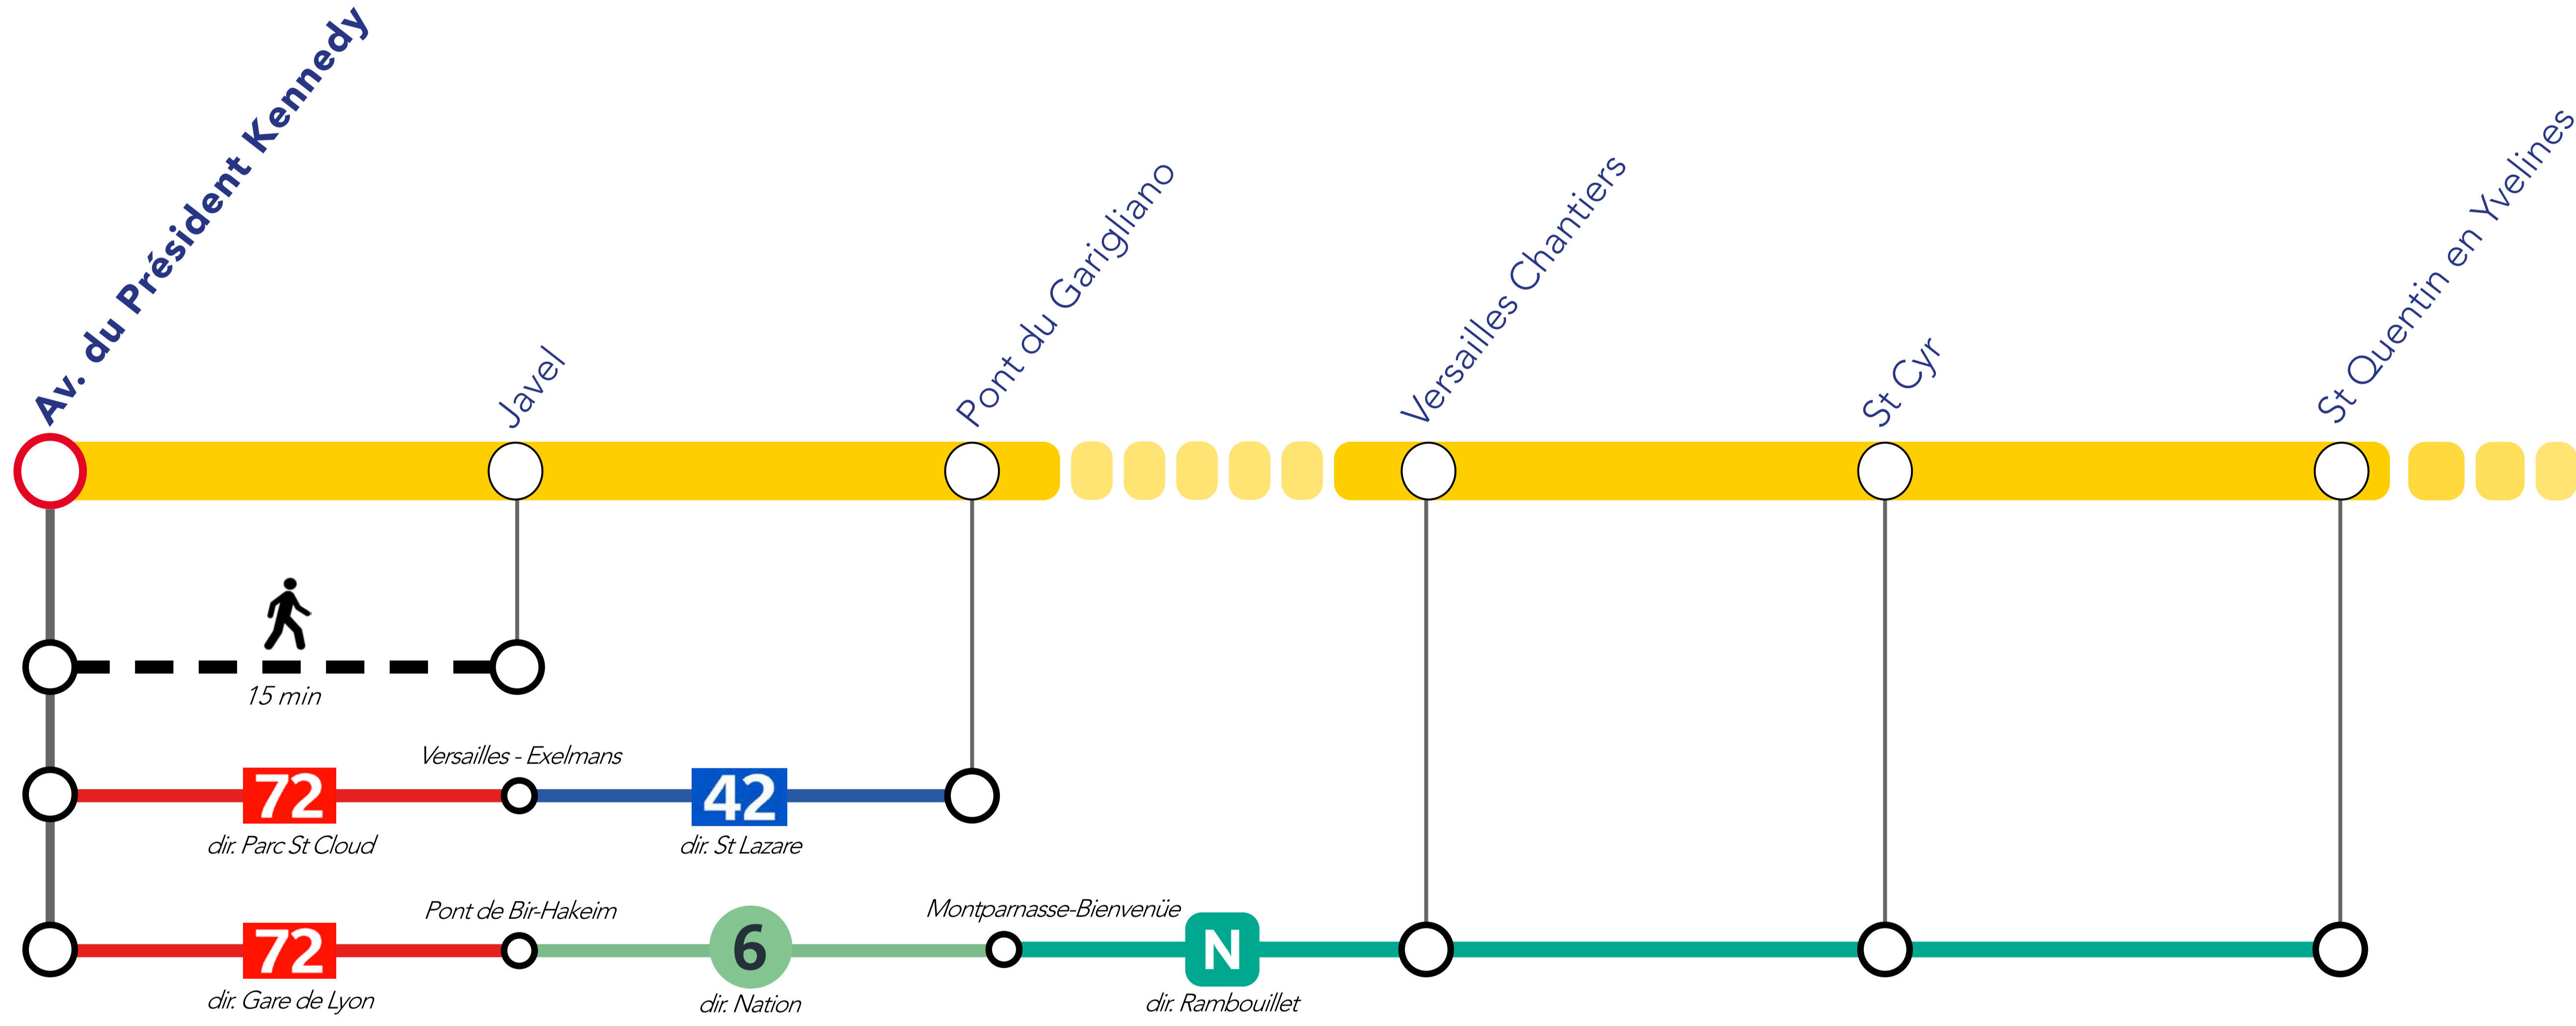 Av. du Président Kennedy
Javel
Pont du Garigliano
Versailles Chantiers
St Cyr
St Quentin en Yvelines
15 min
Versailles - Exelmans
72
42
dir. Parc St Cloud
dir. St Lazare
Pont de Bir-Hakeim
Montparnasse-Bienvenüe
72
6
N
dir. Gare de Lyon
dir. Nation
dir. Rambouillet